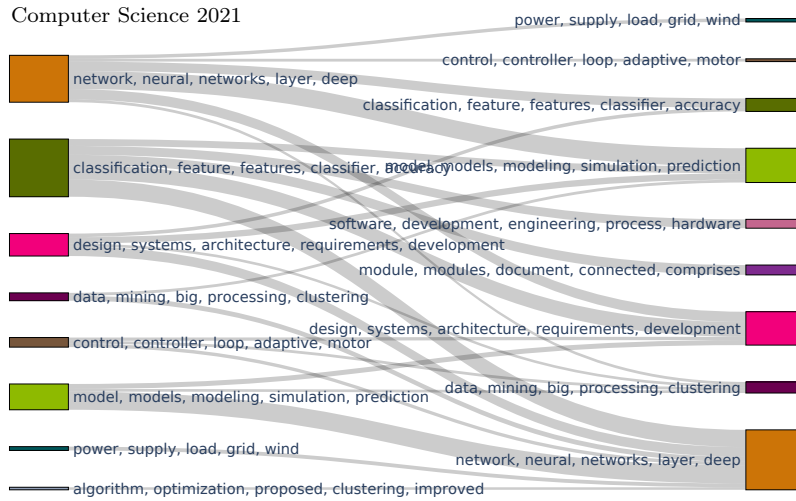 Computer Science 2021
power, supply, load, grid, wind
control, controller, loop, adaptive, motor
network, neural, networks, layer, deep
classification, feature, features, classifier, accuracy
classification, feature, features, classifier, accuracy
model, models, modeling, simulation, prediction
software, development, engineering, process, hardware
design, systems, architecture, requirements, development
module, modules, document, connected, comprises
data, mining, big, processing, clustering
design, systems, architecture, requirements, development
control, controller, loop, adaptive, motor
data, mining, big, processing, clustering
model, models, modeling, simulation, prediction
power, supply, load, grid, wind
network, neural, networks, layer, deep
algorithm, optimization, proposed, clustering, improved